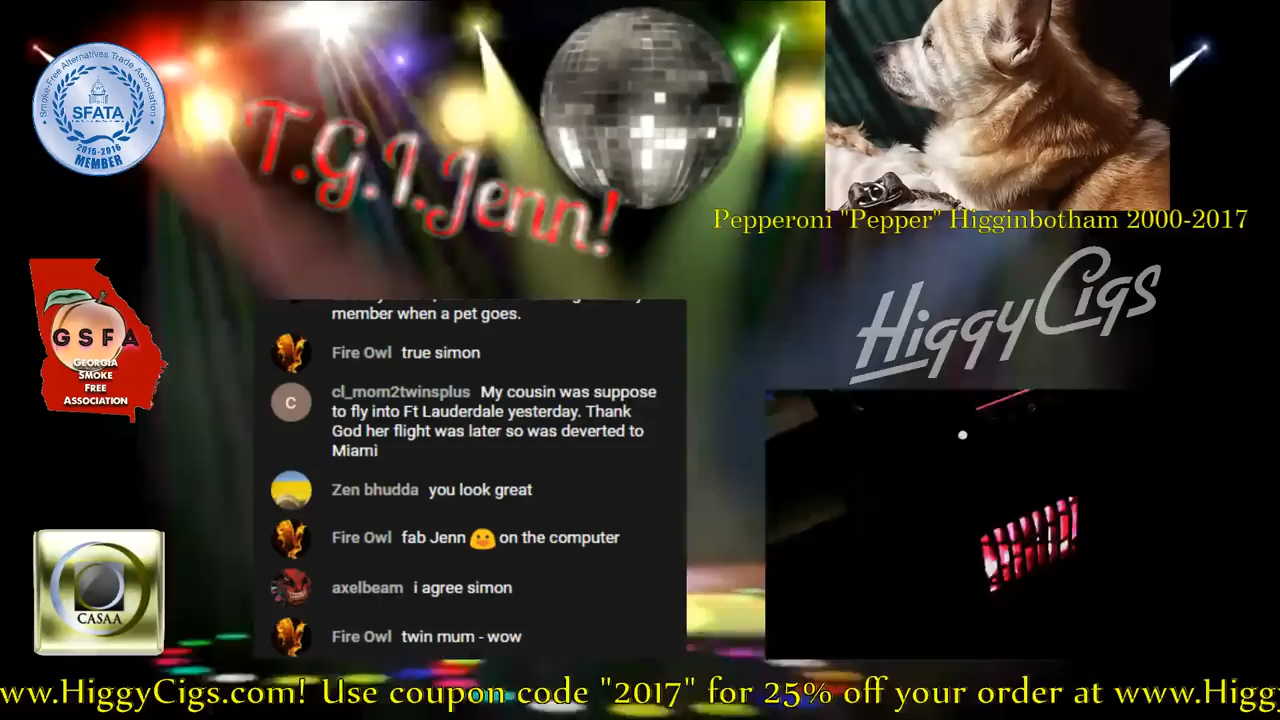 Smoke-Free Alternatives Trade Association
SFATA
2015-2016
MEMBER
T.G.I.Jenn!
Pepperoni "Pepper" Higginbotham 2000-2017
HiggyCigs
GSFA
GEORGIA
SMOKE
FREE
ASSOCIATION
member when a pet goes.
Fire Owl true simon
C
cl_mom2twinsplus My cousin was suppose
to fly into Ft Lauderdale yesterday. Thank
God her flight was later so was deverted to
Miami
Zen bhudda you look great
Fire Owl fab Jenn 😛 on the computer
axelbeam i agree simon
Fire Owl twin mum - wow
CASAA
ww.HiggyCigs.com! Use coupon code "2017" for 25% off your order at www.Higg